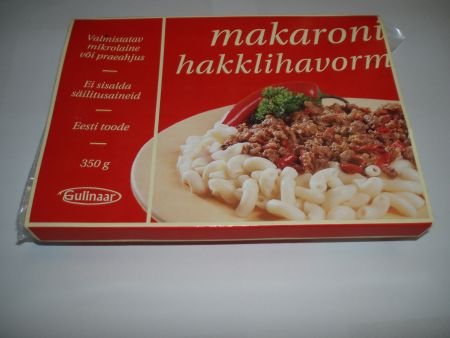 Valmistatav
mikrolaine
või praeahjus
Ei sisalda
säilitusaineid
Eesti toode
350 g
Gulinaar
makaroni
hakklihavorm